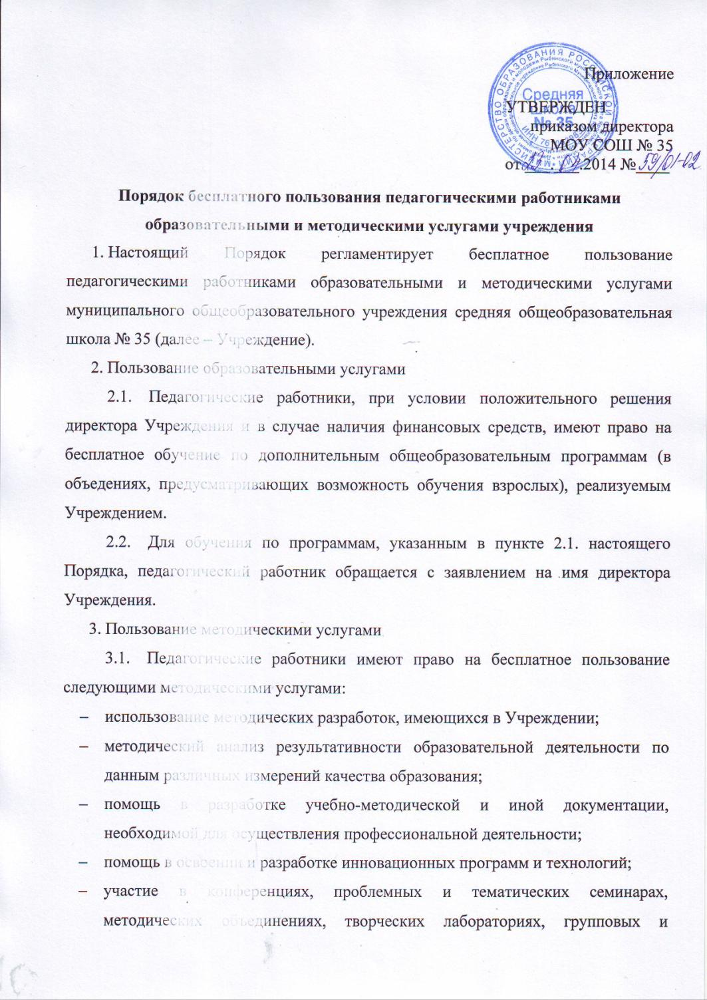 Приложение
УТВЕРЖДЕН
приказом директора
МОУ СОШ № 35
от .2014 № 59/01-02
Средняя
школа
№ 35
Порядок бесплатного пользования педагогическими работниками
образовательными и методическими услугами учреждения
1. Настоящий Порядок регламентирует бесплатное пользование
педагогическими работниками образовательными и методическими услугами
муниципального общеобразовательного учреждения средняя общеобразовательная
школа № 35 (далее – Учреждение).
2. Пользование образовательными услугами
2.1. Педагогические работники, при условии положительного решения
директора Учреждения и в случае наличия финансовых средств, имеют право на
бесплатное обучение по дополнительным общеобразовательным программам (в
объедениях, предусматривающих возможность обучения взрослых), реализуемым
Учреждением.
2.2. Для обучения по программам, указанным в пункте 2.1. настоящего
Порядка, педагогический работник обращается с заявлением на имя директора
Учреждения.
3. Пользование методическими услугами
3.1. Педагогические работники имеют право на бесплатное пользование
следующими методическими услугами:
– использование методических разработок, имеющихся в Учреждении;
– методический анализ результативности образовательной деятельности по
данным различных измерений качества образования;
– помощь в разработке учебно-методической и иной документации,
необходимой для осуществления профессиональной деятельности;
– помощь в освоении и разработке инновационных программ и технологий;
– участие в конференциях, проблемных и тематических семинарах,
методических объединениях, творческих лабораториях, групповых и